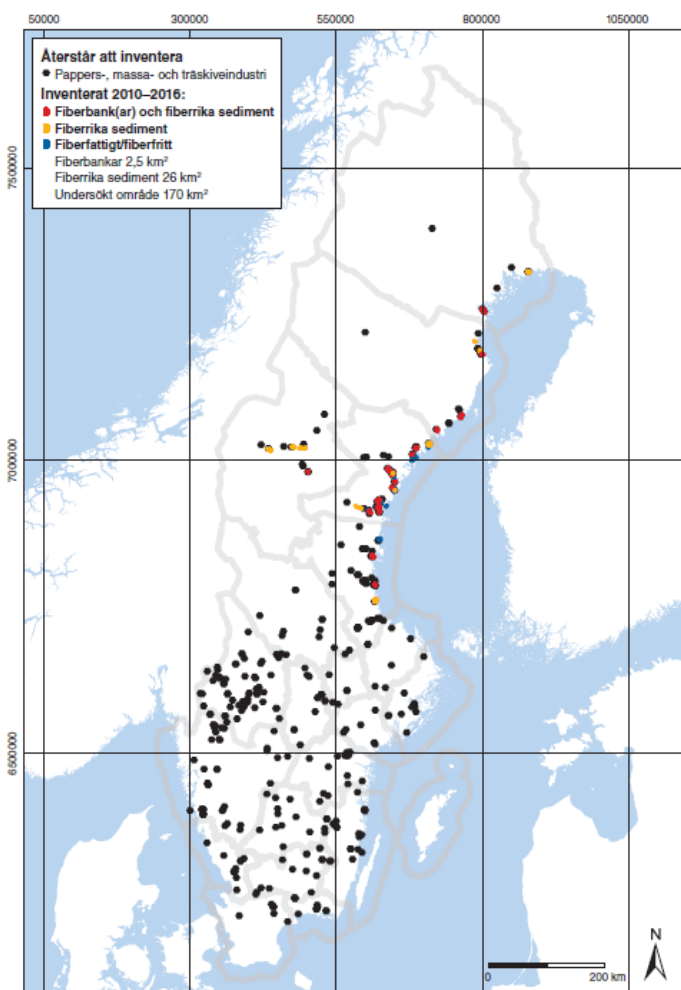 50000 300000 550000 800000 1050000
Återstår att inventera
Pappers-, massa- och träskiveindustri
Inventerat 2010–2016:
Fiberbank(ar) och fiberrika sediment
Fiberrika sediment
Fiberfattigt/fiberfritt
Fiberbankar 2,5 km²
Fiberrika sediment 26 km²
Undersökt område 170 km²
7500000
7000000
6500000
N
0 200 km